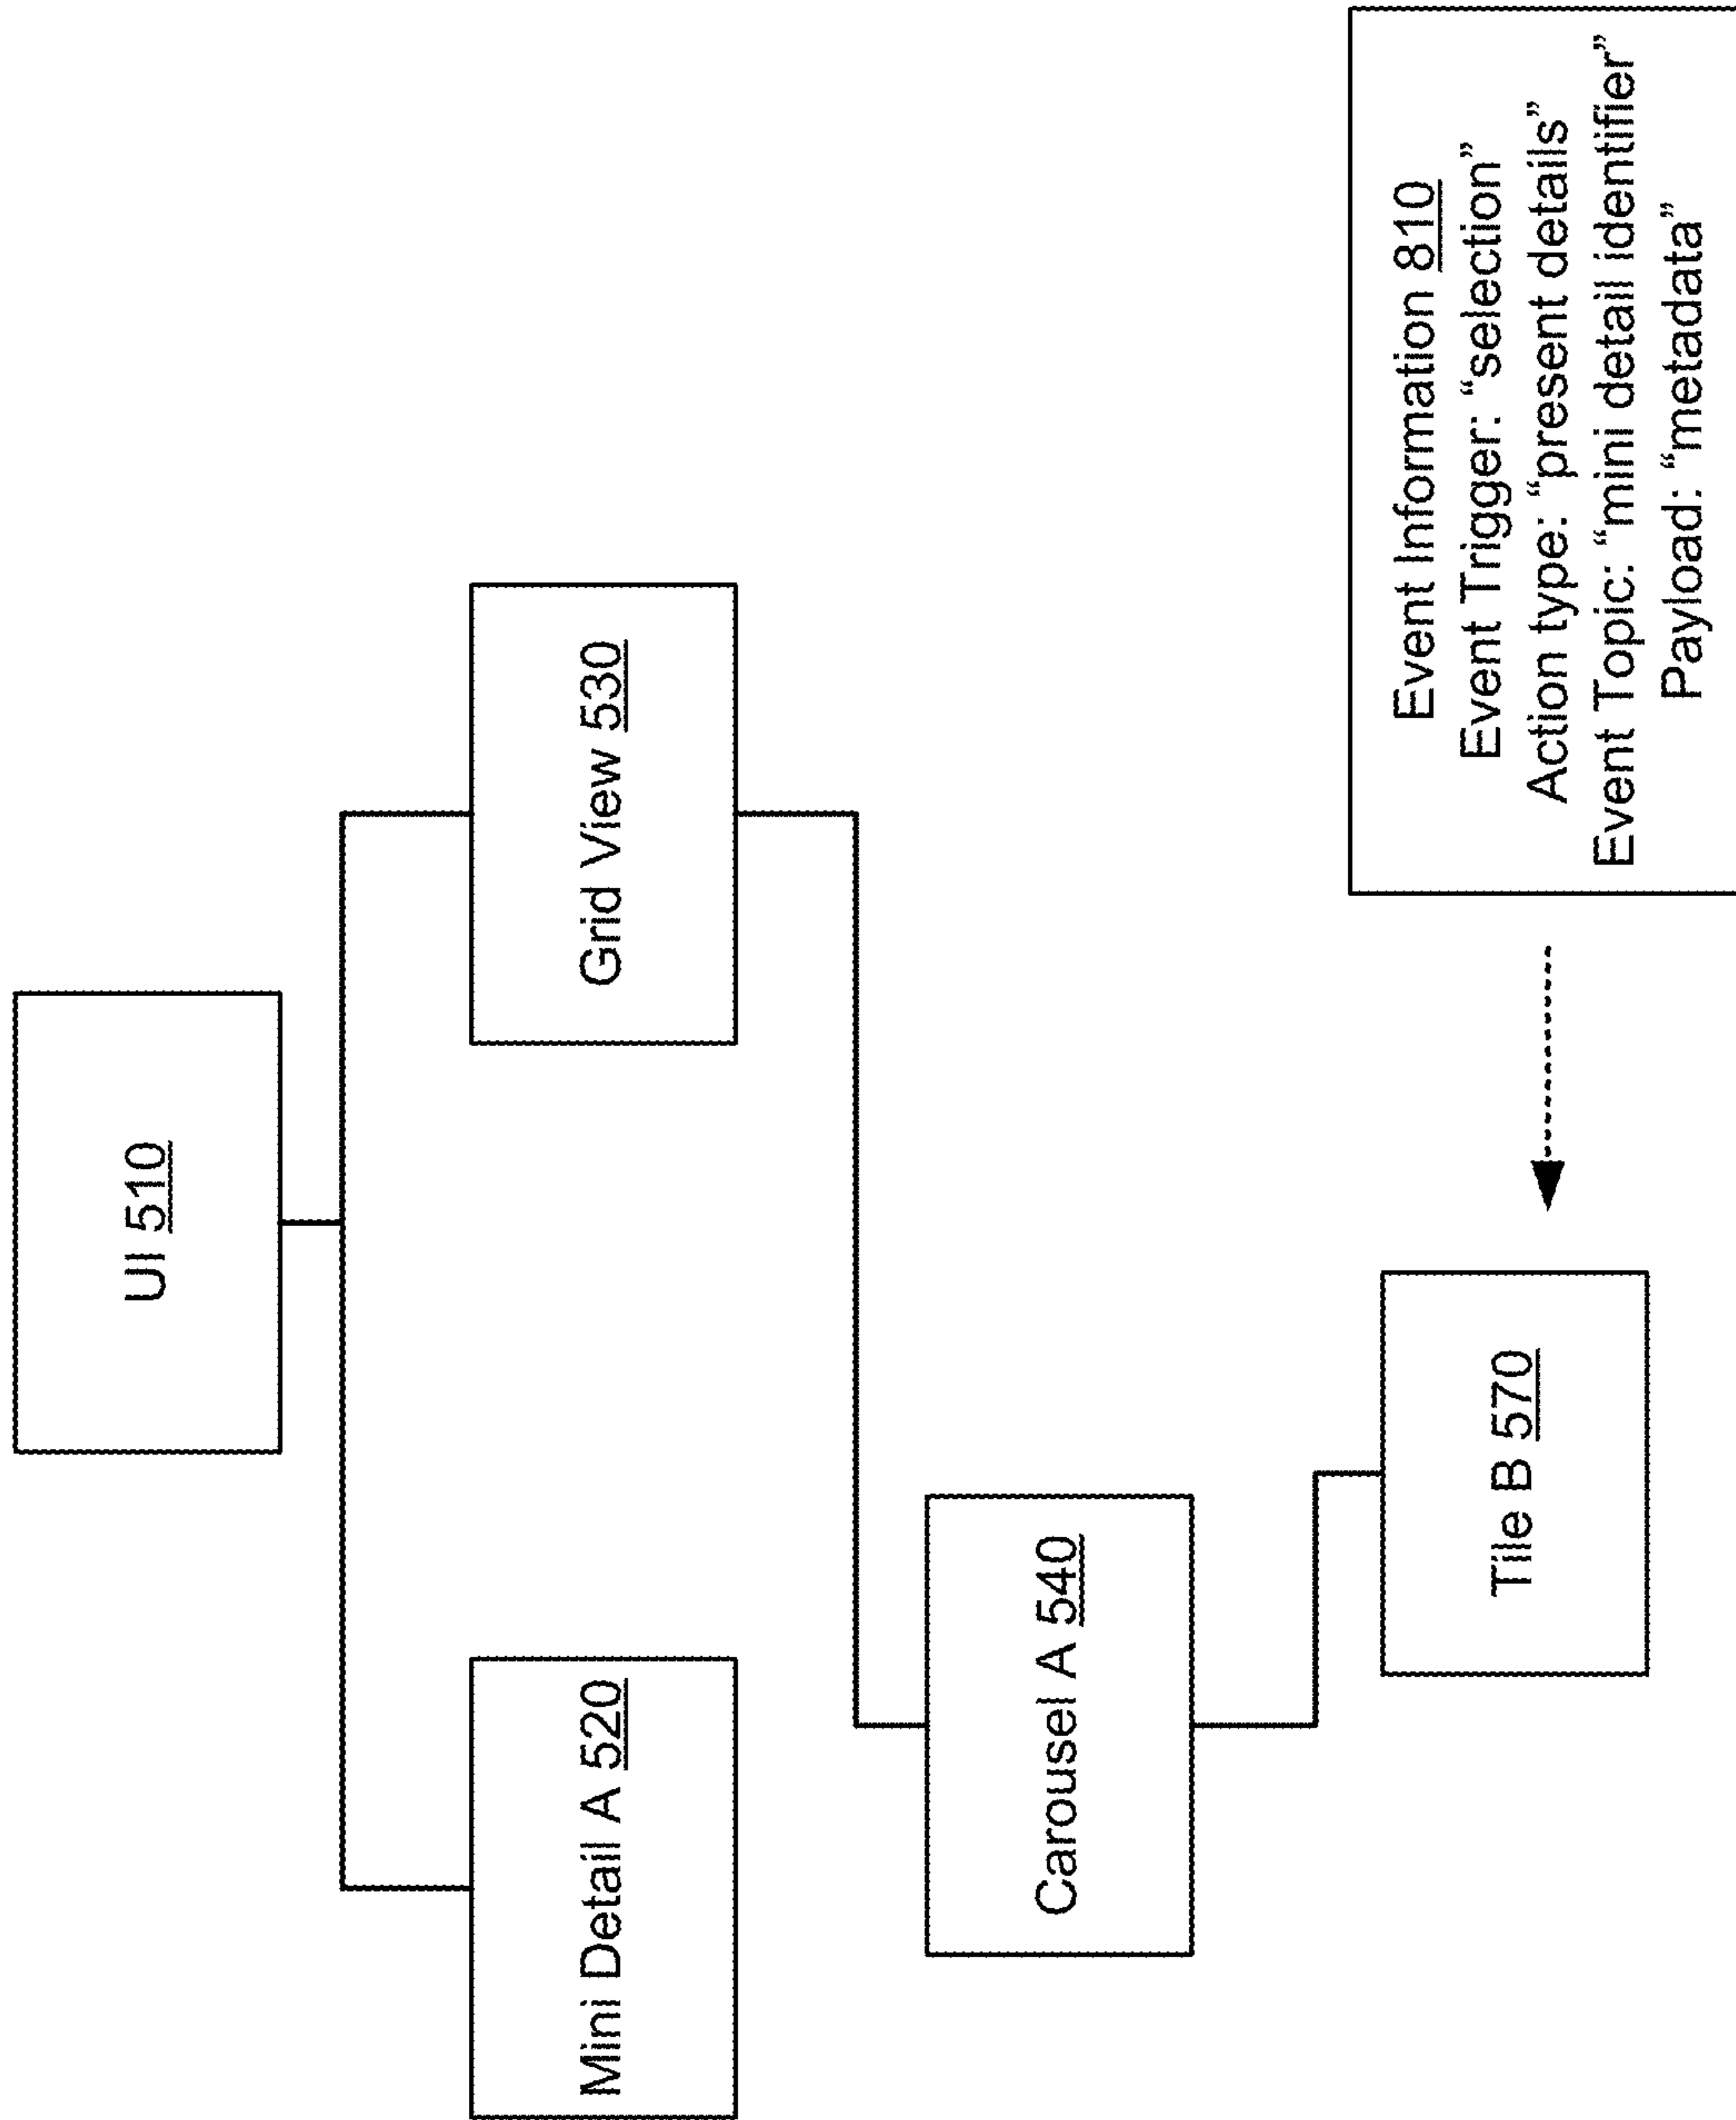 UI 510
Mini Detail A 520
Grid View 530
Carousel A 540
Tile B 570
Event Information 810
Event Trigger: “selection”
Action type: “present details”
Event Topic: “mini detail identifier”
Payload: “metadata”